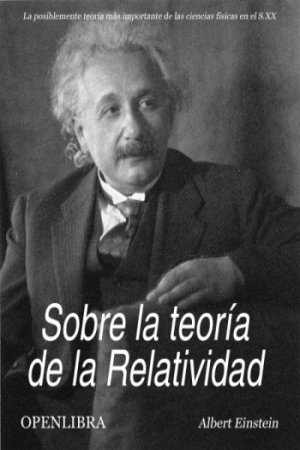 La posiblemente teoría más importante de las ciencias físicas en el S.XX
Sobre la teoría
de la Relatividad
OPENLIBRA
Albert Einstein